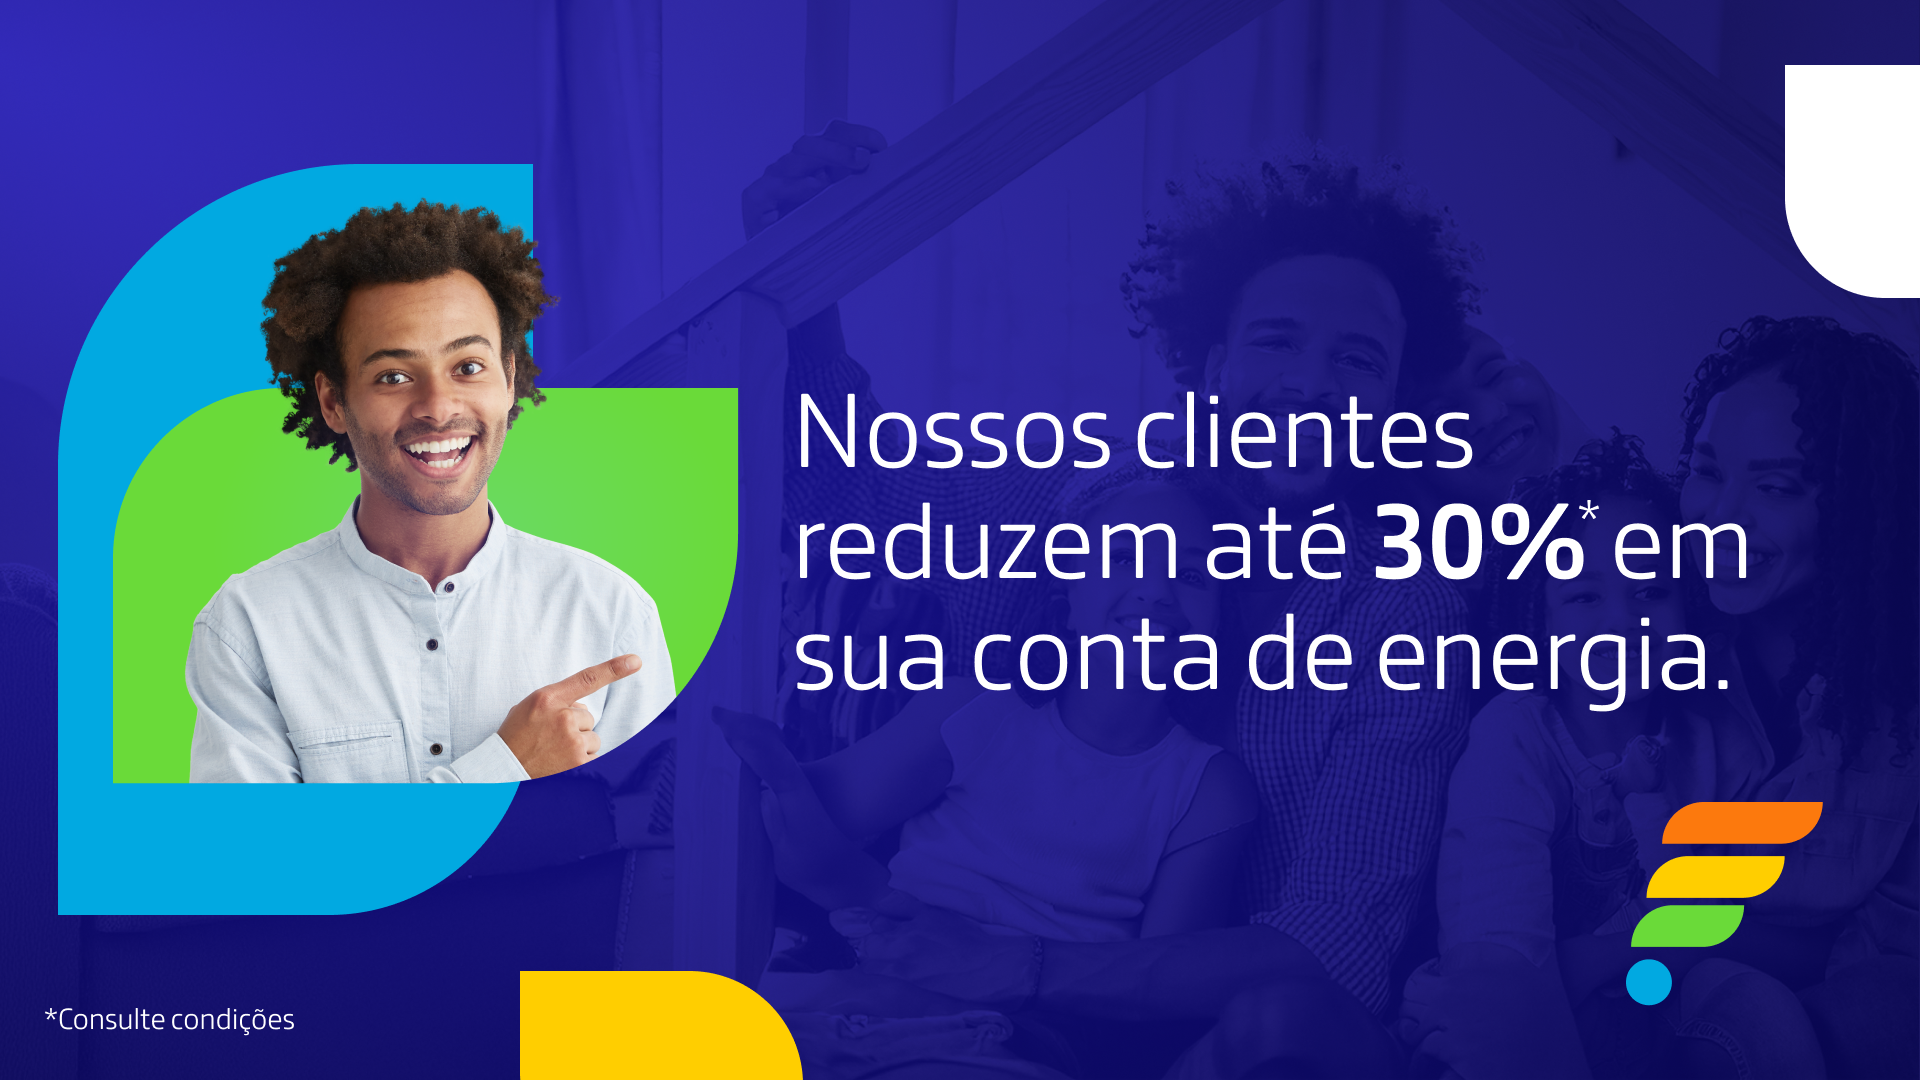 Nossos clientes
reduzem até 30%* em
sua conta de energia.
*Consulte condições